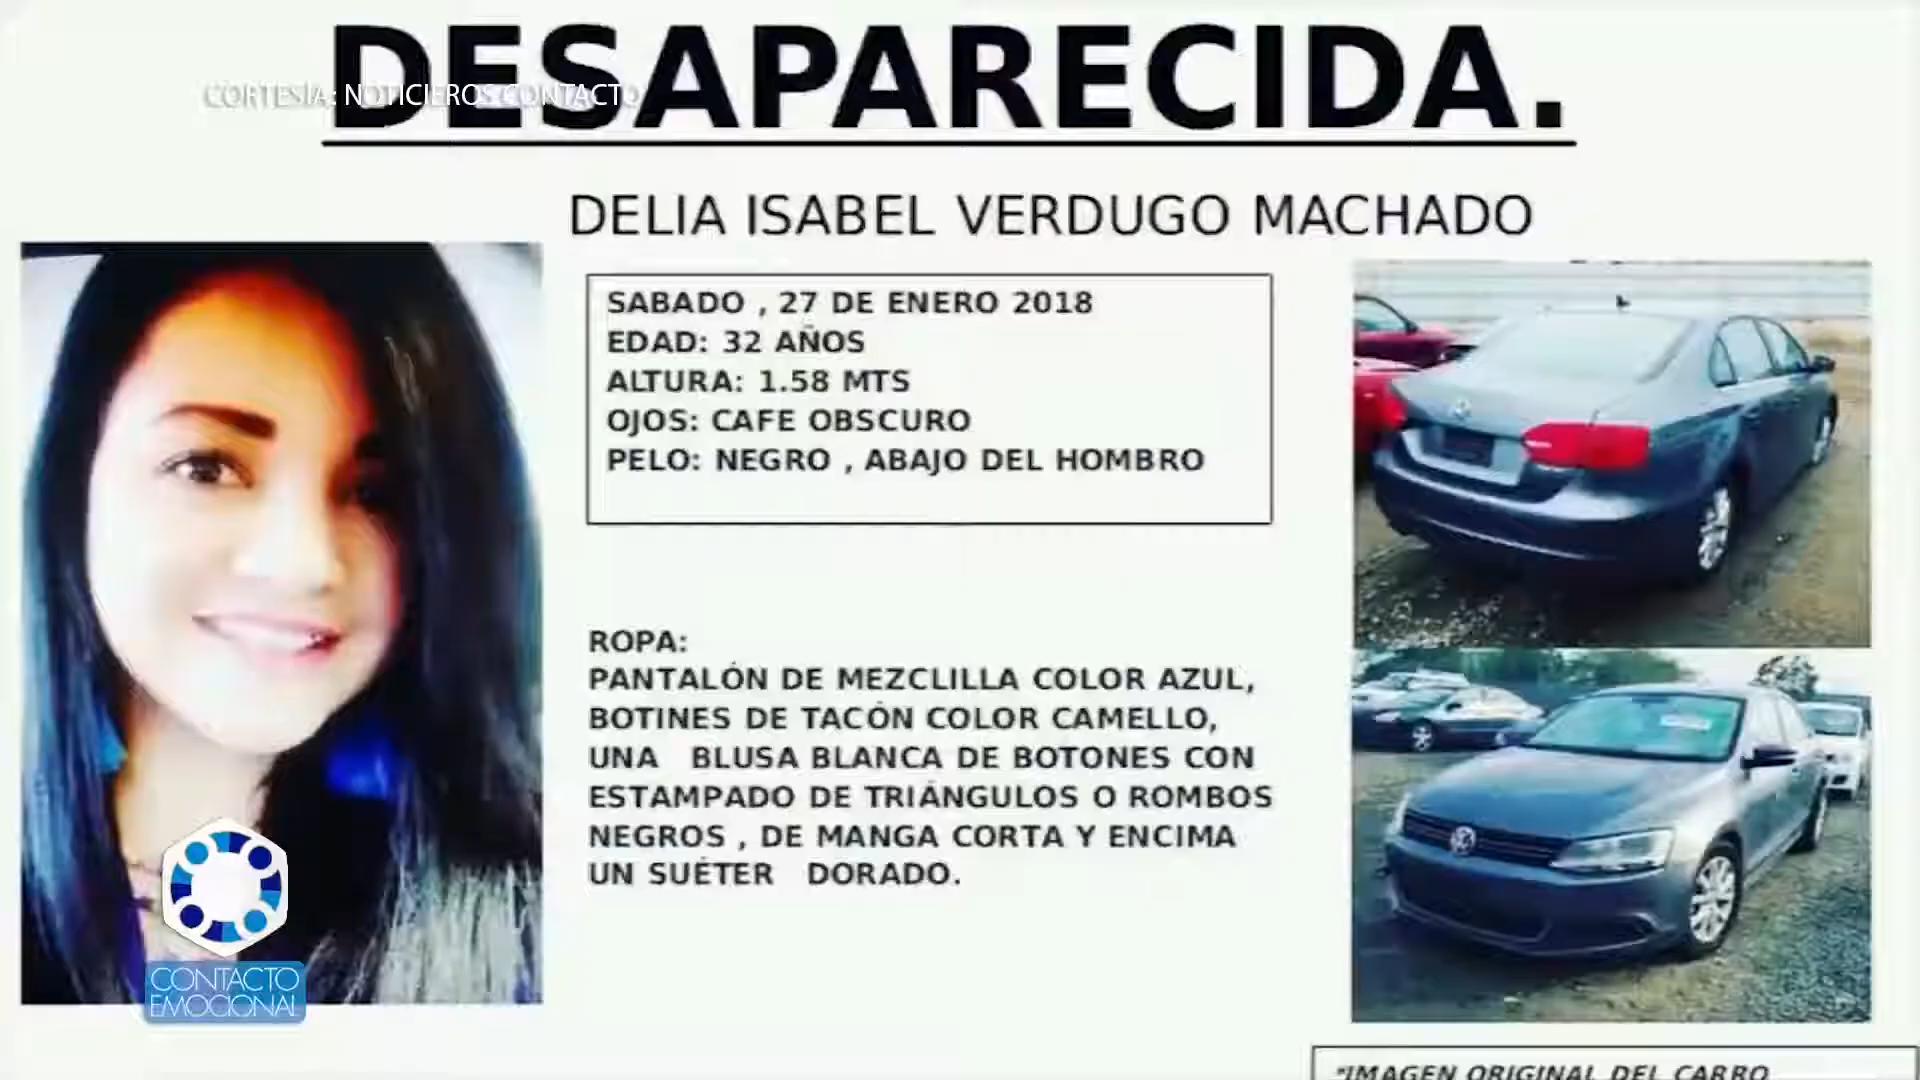 DESAPARECIDA.
CORTESÍA: NOTICIEROS CONTACTO
DELIA ISABEL VERDUGO MACHADO
SABADO , 27 DE ENERO 2018
EDAD: 32 AÑOS
ALTURA: 1.58 MTS
OJOS: CAFE OBSCURO
PELO: NEGRO , ABAJO DEL HOMBRO
ROPA:
PANTALÓN DE MEZCLILLA COLOR AZUL,
BOTINES DE TACÓN COLOR CAMELLO,
UNA BLUSA BLANCA DE BOTONES CON
ESTAMPADO DE TRIÁNGULOS O ROMBOS
NEGROS , DE MANGA CORTA Y ENCIMA
UN SUÉTER DORADO.
CONTACTO
EMOCIONAL
*IMAGEN ORIGINAL DEL CARRO